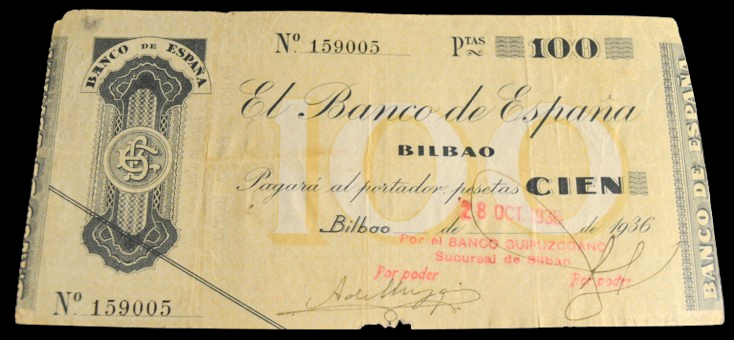 BANCO DE ESPAÑA
Nº 159005
PTAS 100
El Banco de España
100
BILBAO
Pagará al portador, pesetas CIEN
28 OCT. 1936
Bilbao de de 1936
Por el BANCO GUIPUZCOANO
Sucursal de Bilbao
Por poder Por poder
Nº 159005
BANCO DE ESPAÑA